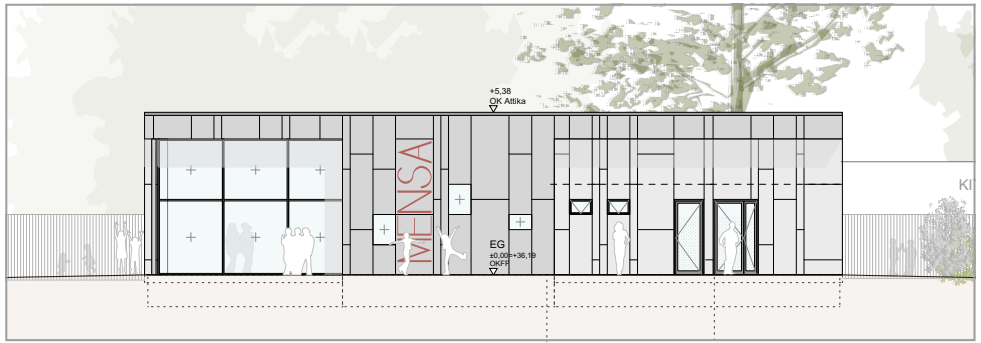 +5,38
OK Attika
MENSA
EG
±0,00=+36,19
OKFF
KI